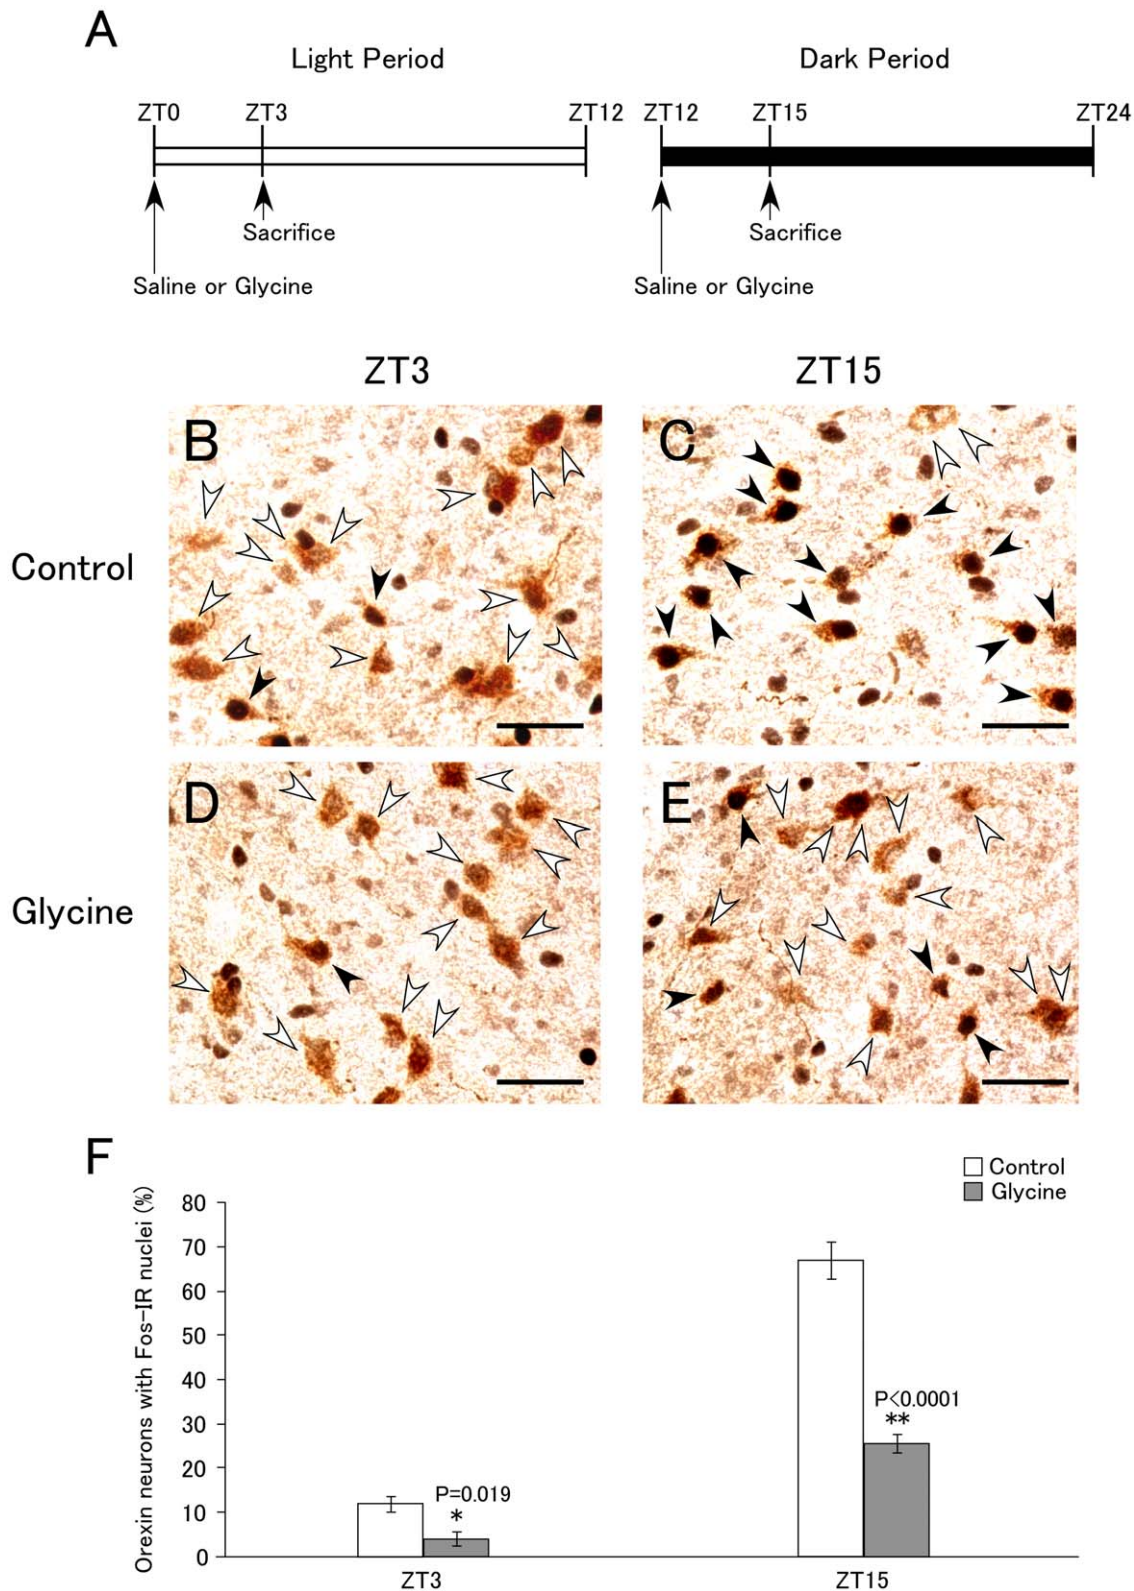 A
Light Period
Dark Period
ZT0 ZT3 ZT12
ZT12 ZT15 ZT24
Sacrifice
Sacrifice
Saline or Glycine
Saline or Glycine
ZT3
ZT15
B
C
Control
D
E
Glycine
F
Control
Glycine
Orexin neurons with Fos-IR nuclei (%)
80
70
60
50
40
30
20
10
0
P=0.019
*
P<0.0001
**
ZT3
ZT15